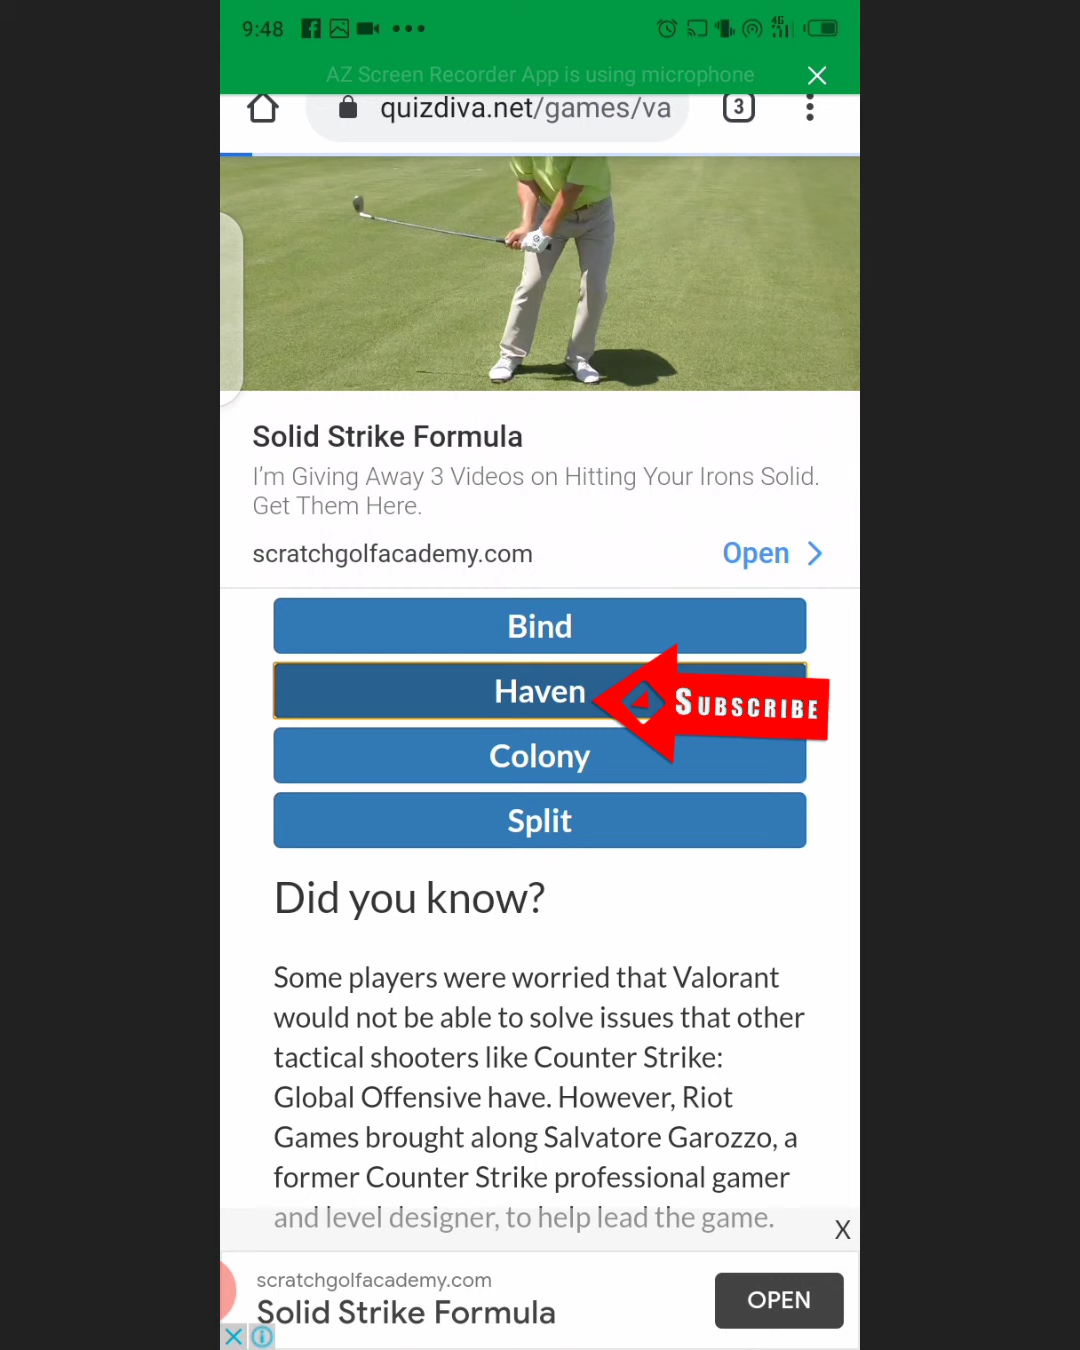 9:48
4G
AZ Screen Recorder App is using microphone
quizdiva.net/games/va
3
Solid Strike Formula
I'm Giving Away 3 Videos on Hitting Your Irons Solid.
Get Them Here.
scratchgolfacademy.com
Open
Bind
Haven
SUBSCRIBE
Colony
Split
Did you know?
Some players were worried that Valorant
would not be able to solve issues that other
tactical shooters like Counter Strike:
Global Offensive have. However, Riot
Games brought along Salvatore Garozzo, a
former Counter Strike professional gamer
and level designer, to help lead the game.
X
scratchgolfacademy.com
Solid Strike Formula
OPEN